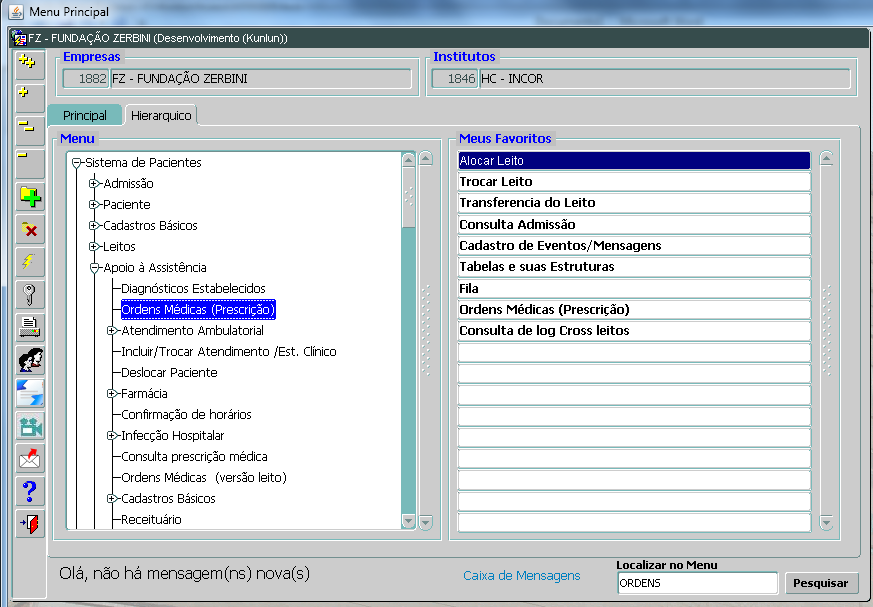 Menu Principal
FZ - FUNDAÇÃO ZERBINI (Desenvolvimento (Kunlun))
Empresas
1882 FZ - FUNDAÇÃO ZERBINI
Institutos
1846 HC - INCOR
Principal
Hierarquico
Menu
Sistema de Pacientes
Admissão
Paciente
Cadastros Básicos
Leitos
Apoio à Assistência
Diagnósticos Estabelecidos
Ordens Médicas (Prescrição)
Atendimento Ambulatorial
Incluir/Trocar Atendimento /Est. Clínico
Deslocar Paciente
Farmácia
Confirmação de horários
Infecção Hospitalar
Consulta prescrição médica
Ordens Médicas (versão leito)
Cadastros Básicos
Receituário
Meus Favoritos
Alocar Leito
Trocar Leito
Transferencia do Leito
Consulta Admissão
Cadastro de Eventos/Mensagens
Tabelas e suas Estruturas
Fila
Ordens Médicas (Prescrição)
Consulta de log Cross leitos
Olá, não há mensagem(ns) nova(s)
Caixa de Mensagens
Localizar no Menu
ORDENS
Pesquisar